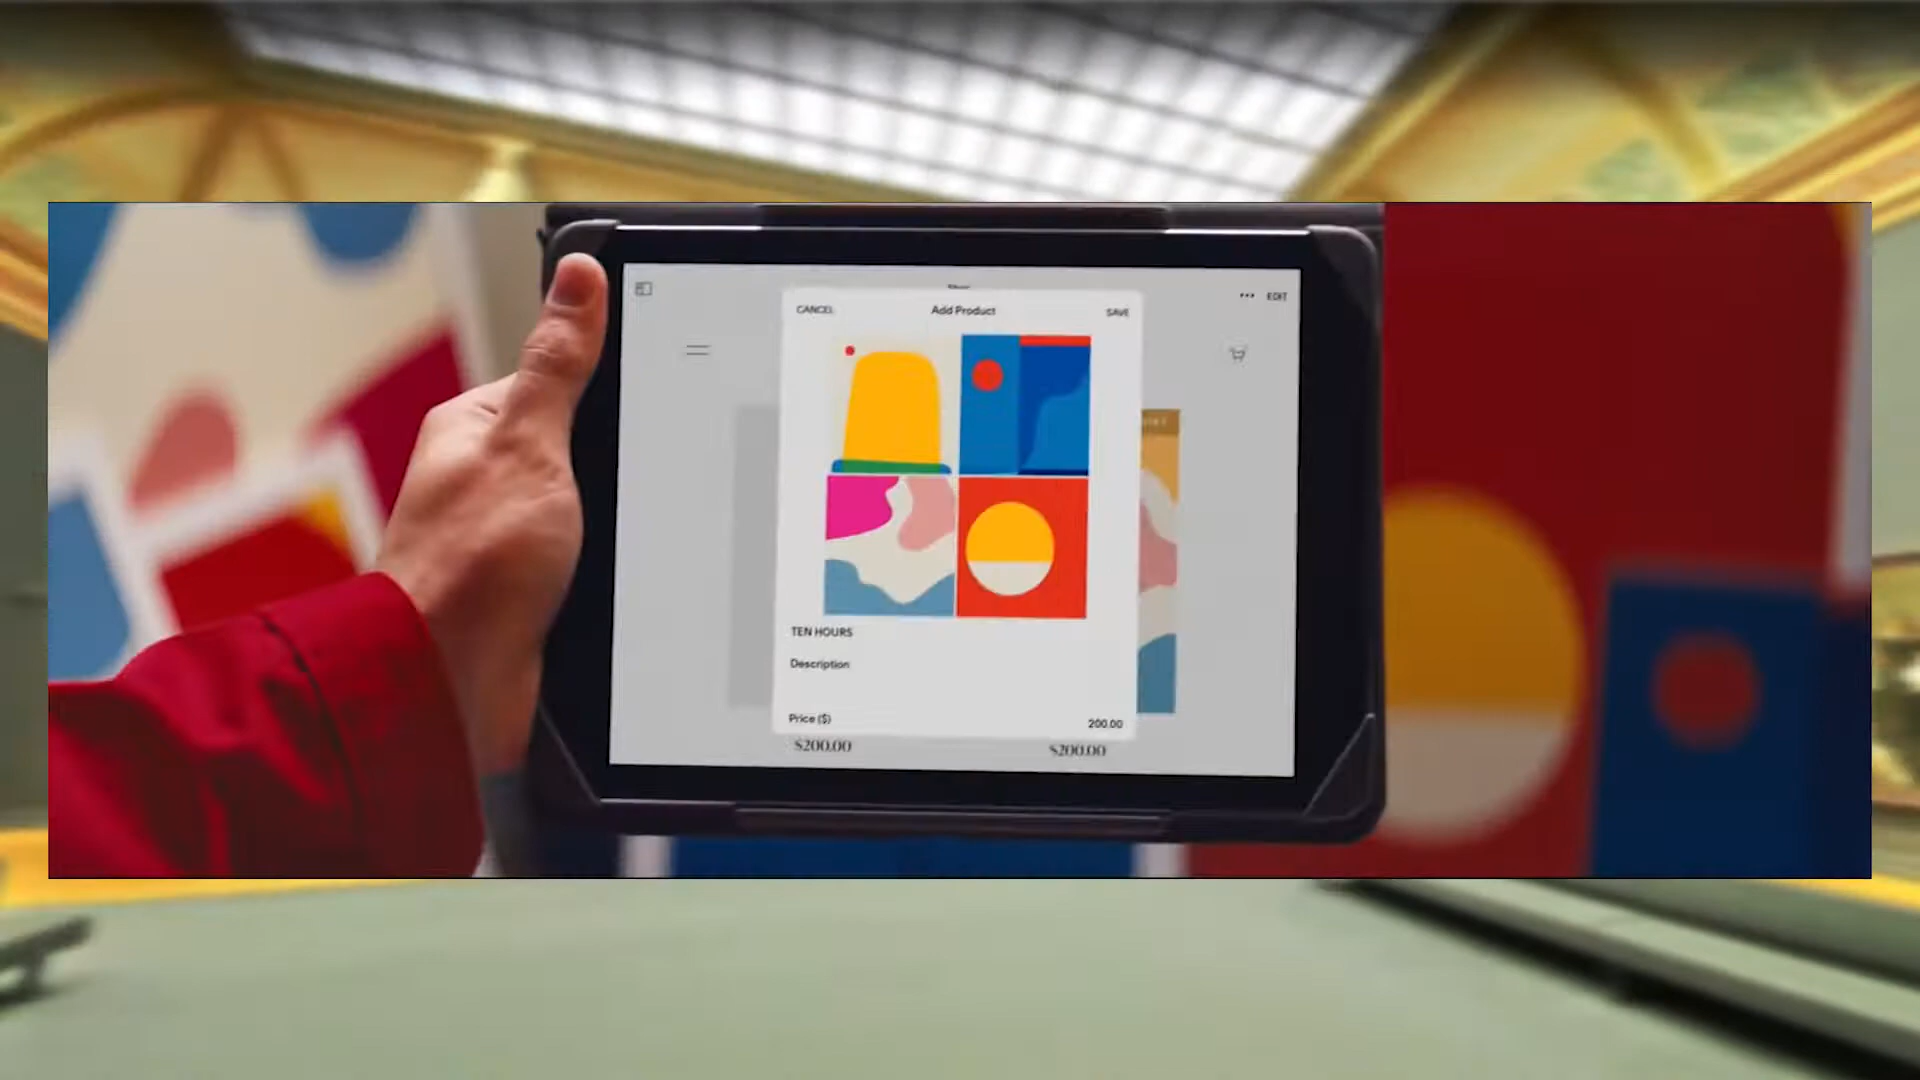 EDIT
CANCEL
Add Product
SAVE
TEN HOURS
Description
Price ($)
200.00
$200.00
$200.00